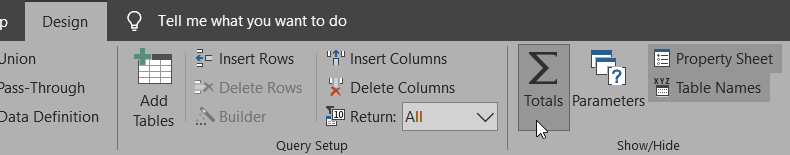 p Design Tell me what you want to do
Union
Pass-Through
Data Definition
Add
Tables
Insert Rows
Delete Rows
Builder
Insert Columns
Delete Columns
Return: All
Query Setup
Totals
Parameters
Property Sheet
XYZ Table Names
Show/Hide